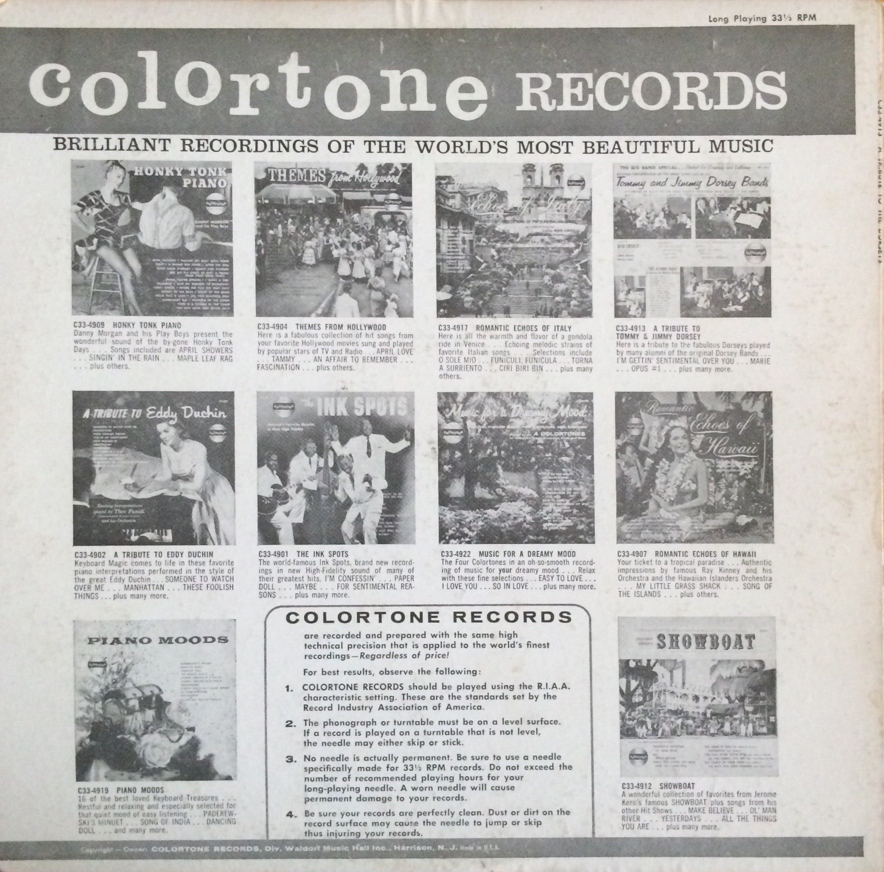 Long Playing 33⅓ RPM
colortone RECORDS
BRILLIANT RECORDINGS OF THE WORLD'S MOST BEAUTIFUL MUSIC
HONKY TONK
PIANO
THEMES from Hollywood
Tommy and Jimmy Dorsey Bands
C33-4909 HONKY TONK PIANO
Danny Morgan and his Play Boys present the
wonderful sound of the by-gone Honky Tonk
Days . . . Songs included are APRIL SHOWERS
. . . SINGIN' IN THE RAIN . . . MAPLE LEAF RAG
. . . plus others.
C33-4904 THEMES FROM HOLLYWOOD
Here is a fabulous collection of hit songs from
your favorite Hollywood movies sung and played
by popular stars of TV and Radio . . . APRIL LOVE
. . . TAMMY . . . AN AFFAIR TO REMEMBER . . .
FASCINATION . . . plus others.
C33-4917 ROMANTIC ECHOES OF ITALY
Here is all the warmth and flavor of a gondola
ride in Venice . . . Echoing melodic strains of
favorite Italian songs . . . Selections include
O SOLE MIO . . . FUNICULI, FUNICULA . . . TORNA
A SURRIENTO . . . CIRI BIRI BIN . . . plus many
others.
C33-4913 A TRIBUTE TO
TOMMY & JIMMY DORSEY
Here is a tribute to the fabulous Dorseys played
by many alumni of the original Dorsey Bands . . .
I'M GETTIN' SENTIMENTAL OVER YOU . . . MARIE
. . . OPUS #1 . . . plus many more.
A TRIBUTE TO Eddy Duchin
The INK SPOTS
Music for a Dreamy Mood
Romantic
Echoes of
Hawaii
C33-4902 A TRIBUTE TO EDDY DUCHIN
Keyboard Magic comes to life in these favorite
piano interpretations performed in the style of
the great Eddy Duchin . . . SOMEONE TO WATCH
OVER ME . . . MANHATTAN . . . THESE FOOLISH
THINGS . . . plus many more.
C33-4901 THE INK SPOTS
The world-famous Ink Spots, brand new record-
ings in new High-Fidelity sound of many of
their greatest hits. I'M CONFESSIN' . . . PAPER
DOLL . . . MAYBE . . . FOR SENTIMENTAL REA-
SONS . . . plus many more.
C33-4922 MUSIC FOR A DREAMY MOOD
The Four Colortones in an oh-so-smooth record-
ing of music for your dreamy mood . . . Relax
with these fine selections . . . EASY TO LOVE . . .
I LOVE YOU . . . SO IN LOVE . . . plus many more.
C33-4907 ROMANTIC ECHOES OF HAWAII
Your ticket to a tropical paradise . . . Authentic
impressions by famous Ray Kinney and his
Orchestra and the Hawaiian Islanders Orchestra
. . . MY LITTLE GRASS SHACK . . . SONG OF
THE ISLANDS . . . plus others.
PIANO MOODS
C33-4919 PIANO MOODS
16 of the best loved Keyboard Treasures . . .
Restful and relaxing and especially selected for
that quiet mood of easy listening . . . PADEREW-
SKI'S MINUET . . . SONG OF INDIA . . . DANCING
DOLL . . . and many more.
COLORTONE RECORDS
are recorded and prepared with the same high
technical precision that is applied to the world's finest
recordings—Regardless of price!
For best results, observe the following:
1. COLORTONE RECORDS should be played using the R.I.A.A.
characteristic setting. These are the standards set by the
Record Industry Association of America.
2. The phonograph or turntable must be on a level surface.
If a record is played on a turntable that is not level,
the needle may either skip or stick.
3. No needle is actually permanent. Be sure to use a needle
specifically made for 33⅓ RPM records. Do not exceed the
number of recommended playing hours for your
long-playing needle. A worn needle will cause
permanent damage to your records.
4. Be sure your records are perfectly clean. Dust or dirt on the
record surface may cause the needle to jump or skip
thus injuring your records.
SHOWBOAT
C33-4912 SHOWBOAT
A wonderful collection of favorites from Jerome
Kern's famous SHOWBOAT plus songs from his
other Hit Shows . . . MAKE BELIEVE . . . OL' MAN
RIVER . . . YESTERDAYS . . . ALL THE THINGS
YOU ARE . . . plus many more.
Copyright — Owner: COLORTONE RECORDS, Div. Waldorf Music Hall Inc., Harrison, N. J. Made in U.S.A.